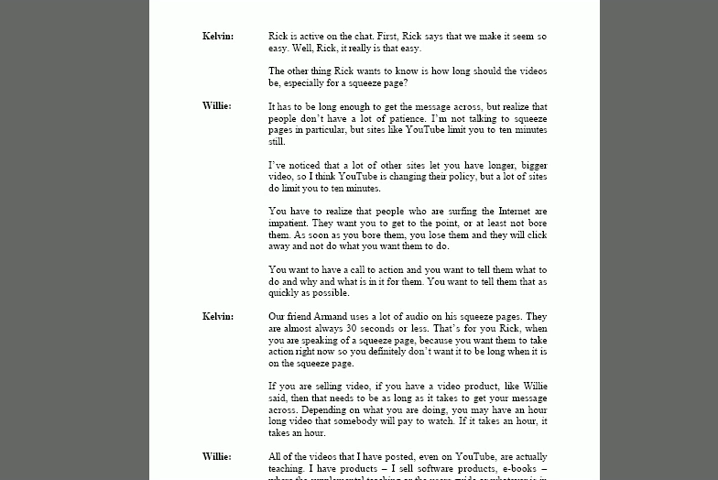 Kelvin: Rick is active on the chat. First, Rick says that we make it seem so
easy. Well, Rick, it really is that easy.
The other thing Rick wants to know is how long should the videos
be, especially for a squeeze page?
Willie: It has to be long enough to get the message across, but realize that
people don't have a lot of patience. I'm not talking to squeeze
pages in particular, but sites like YouTube limit you to ten minutes
still.
I've noticed that a lot of other sites let you have longer, bigger
video, so I think YouTube is changing their policy, but a lot of sites
do limit you to ten minutes.
You have to realize that people who are surfing the Internet are
impatient. They want you to get to the point, or at least not bore
them. As soon as you bore them, you lose them and they will click
away and not do what you want them to do.
You want to have a call to action and you want to tell them what to
do and why and what is in it for them. You want to tell them that as
quickly as possible.
Kelvin: Our friend Armand uses a lot of audio on his squeeze pages. They
are almost always 30 seconds or less. That's for you Rick, when
you are speaking of a squeeze page, because you want them to take
action right now so you definitely don't want it to be long when it is
on the squeeze page.
If you are selling video, if you have a video product, like Willie
said, then that needs to be as long as it takes to get your message
across. Depending on what you are doing, you may have an hour
long video that somebody will pay to watch. If it takes an hour, it
takes an hour.
Willie: All of the videos that I have posted, even on YouTube, are actually
teaching. I have products – I sell software products, e-books –